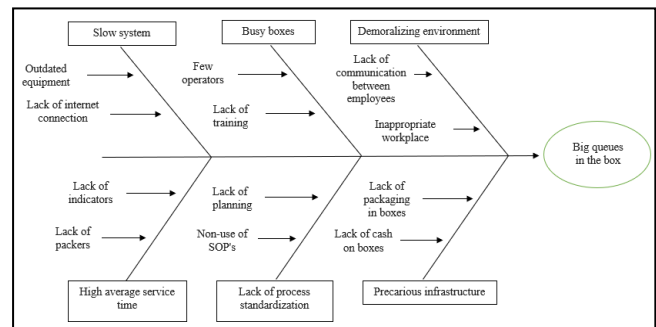 Slow system
Busy boxes
Demoralizing environment
Outdated
equipment
Lack of internet
connection
Few
operators
Lack of
training
Lack of
communication
between
employees
Inappropriate
workplace
Big queues
in the box
Lack of
indicators
Lack of
packers
Lack of
planning
Non-use of
SOP's
Lack of
packaging
in boxes
Lack of cash
on boxes
High average service
time
Lack of process
standardization
Precarious infrastructure